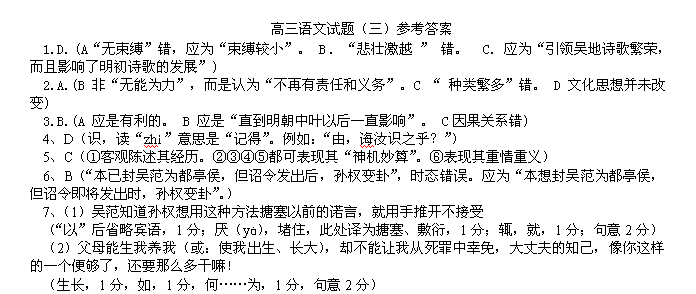 高三语文试题（三）参考答案
1.D.(A“无束缚”错，应为“束缚较小”。 B．“悲壮激越 ” 错。 C．应为“引领吴地诗歌繁荣，
而且影响了明初诗歌的发展”)
2.A.(B 非“无能为力”，而是认为“不再有责任和义务”。C “ 种类繁多”错。 D 文化思想并未改
变)
3.B.(A 应是有利的。 B 应是“直到明朝中叶以后一直影响”。 C因果关系错)
4、D（识，读“zhi”意思是“记得”。例如：“由，诲汝识之乎？”）
5、C（①客观陈述其经历。②③④⑤都可表现其“神机妙算”。⑥表现其重情重义）
6、B（“本已封吴范为都亭侯，但诏令发出后，孙权变卦”，时态错误。应为“本想封吴范为都亭侯，
但诏令即将发出时，孙权变卦”。）
7、（1）吴范知道孙权想用这种方法搪塞以前的诺言，就用手推开不接受
（“以”后省略宾语，1分；厌（ya），堵住，此处译为搪塞、敷衍，1分；辄，就，1分；句意2分）
（2）父母能生我养我（或：使我出生、长大），却不能让我从死罪中幸免，大丈夫的知己，像你这样
的一个便够了，还要那么多干嘛！
（生长，1分，如，1分，何……为，1分，句意2分）